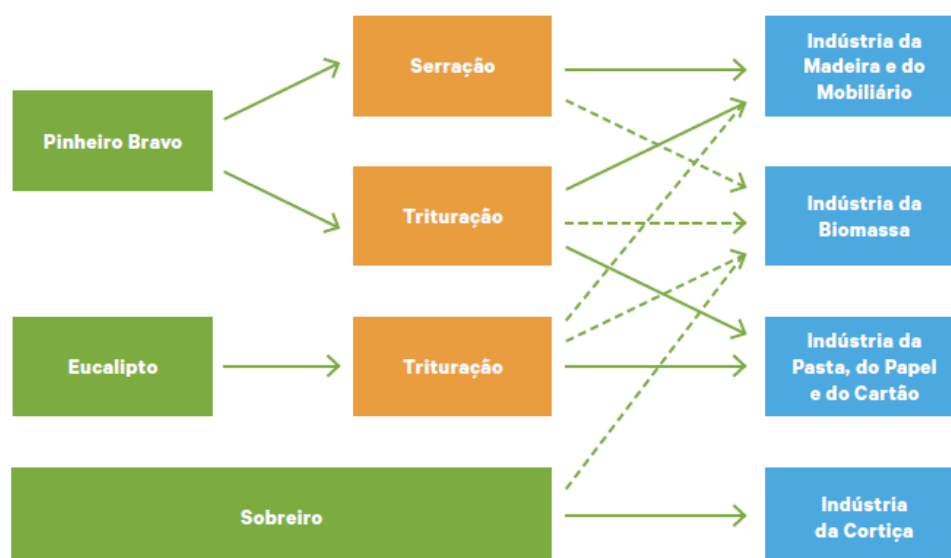 Pinheiro Bravo
Serração
Indústria da
Madeira e do
Mobiliário
Trituração
Indústria da
Biomassa
Eucalipto
Trituração
Indústria da
Pasta, do Papel
e do Cartão
Sobreiro
Indústria
da Cortiça